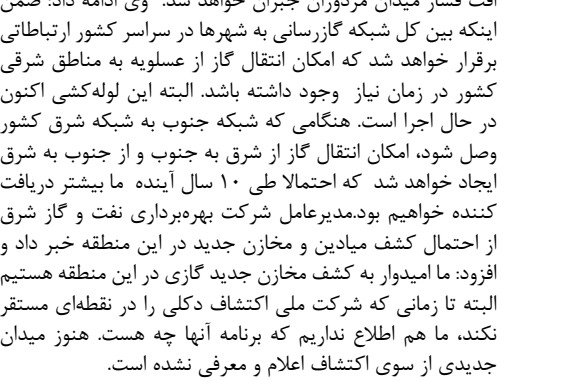 افت فشار میدان مزدوران جبران خواهد شد.  وی ادامه داد: ضمن
اینکه بین کل شبکه گازرسانی به شهرها در سراسر کشور ارتباطاتی
برقرار خواهد شد که امکان انتقال گاز از عسلویه به مناطق شرقی
کشور در زمان نیاز  وجود داشته باشد. البته این لوله‌کشی اکنون
در حال اجرا است. هنگامی که شبکه جنوب به شبکه شرق کشور
وصل شود، امکان انتقال گاز از شرق به جنوب و از جنوب به شرق
ایجاد خواهد شد  که احتمالا طی ۱۰ سال آینده  ما بیشتر دریافت
کننده خواهیم بود.مدیرعامل شرکت بهره‌برداری نفت و گاز شرق
از احتمال کشف میادین و مخازن جدید در این منطقه خبر داد و
افزود: ما امیدوار به کشف مخازن جدید گازی در این منطقه هستیم
البته تا زمانی که شرکت ملی اکتشاف دکلی را در نقطه‌ای مستقر
نکند، ما هم اطلاع نداریم که برنامه آنها چه هست. هنوز میدان
جدیدی از سوی اکتشاف اعلام و معرفی نشده است.